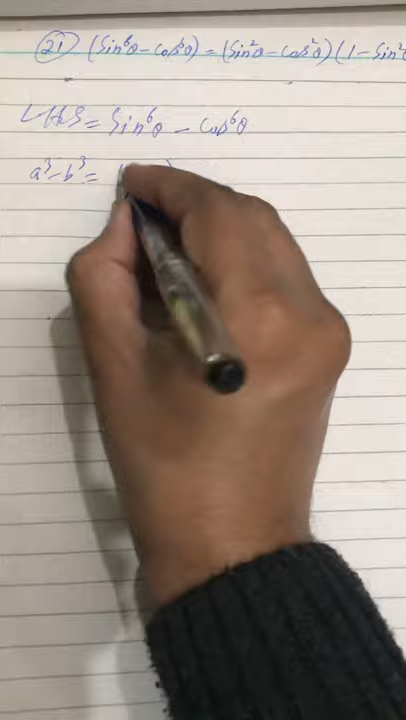 (21) (Sin⁶θ - Cos⁶θ) = (Sin²θ - Cos²θ) (1 - Sin²
LHS = Sin⁶θ - Cos⁶θ
a³ - b³ =